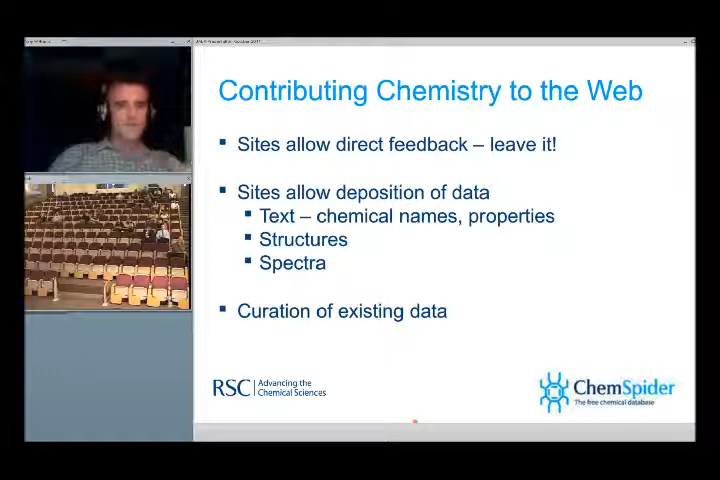 Contributing Chemistry to the Web
Sites allow direct feedback – leave it!
Sites allow deposition of data
Text – chemical names, properties
Structures
Spectra
Curation of existing data
RSC
Advancing the
Chemical Sciences
ChemSpider
The free chemical database